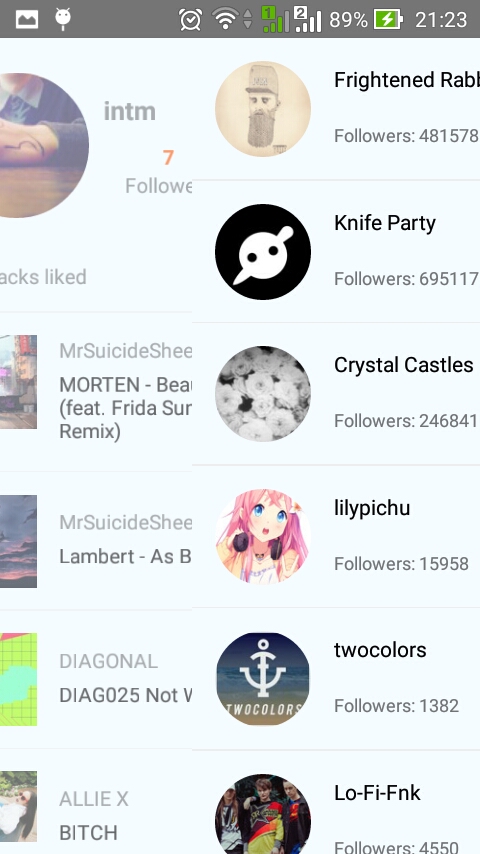 1 2 89% 21:23
intm
7
Followe
acks liked
MrSuicideShee
MORTEN - Beau
(feat. Frida Sun
Remix)
MrSuicideShee
Lambert - As B
DIAGONAL
DIAG025 Not W
ALLIE X
BITCH
Frightened Rabb
Followers: 481578
Knife Party
Followers: 695117
Crystal Castles
Followers: 246841
lilypichu
Followers: 15958
TWOCOLORS
twocolors
Followers: 1382
Lo-Fi-Fnk
Followers: 4550